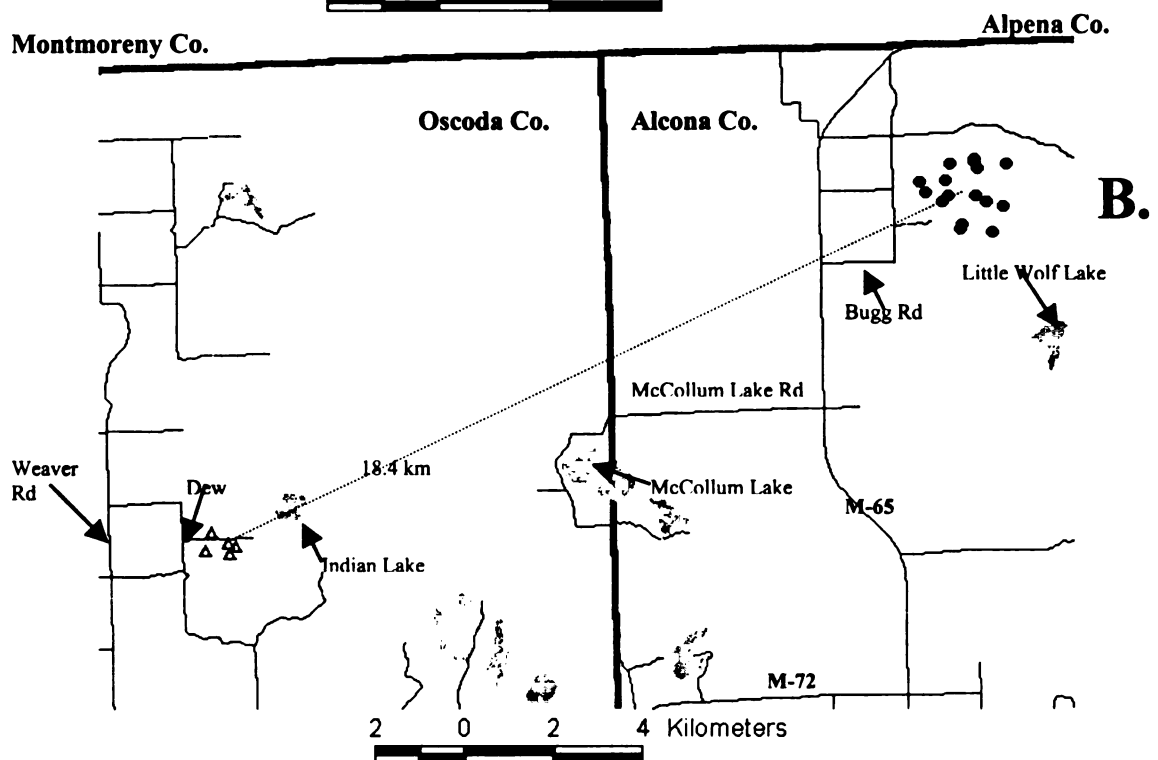 Alpena Co.
Montmoreny Co.
Oscoda Co.
Alcona Co.
B.
Little Wolf Lake
Bugg Rd
McCollum Lake Rd
Weaver
Rd
18.4 km
Dew
McCollum Lake
M-65
Indian Lake
M-72
2 0 2 4 Kilometers